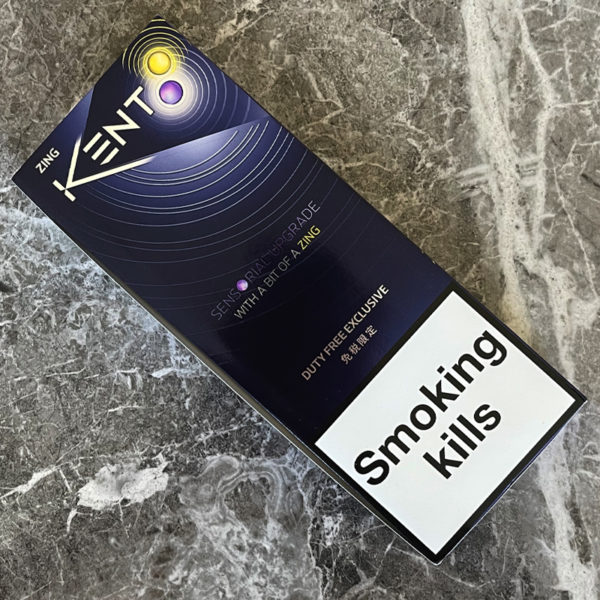 ZING
KENT
SENSORIAL UPGRADE
WITH A BIT OF A ZING
DUTY FREE EXCLUSIVE
免税限定
Smoking
kills